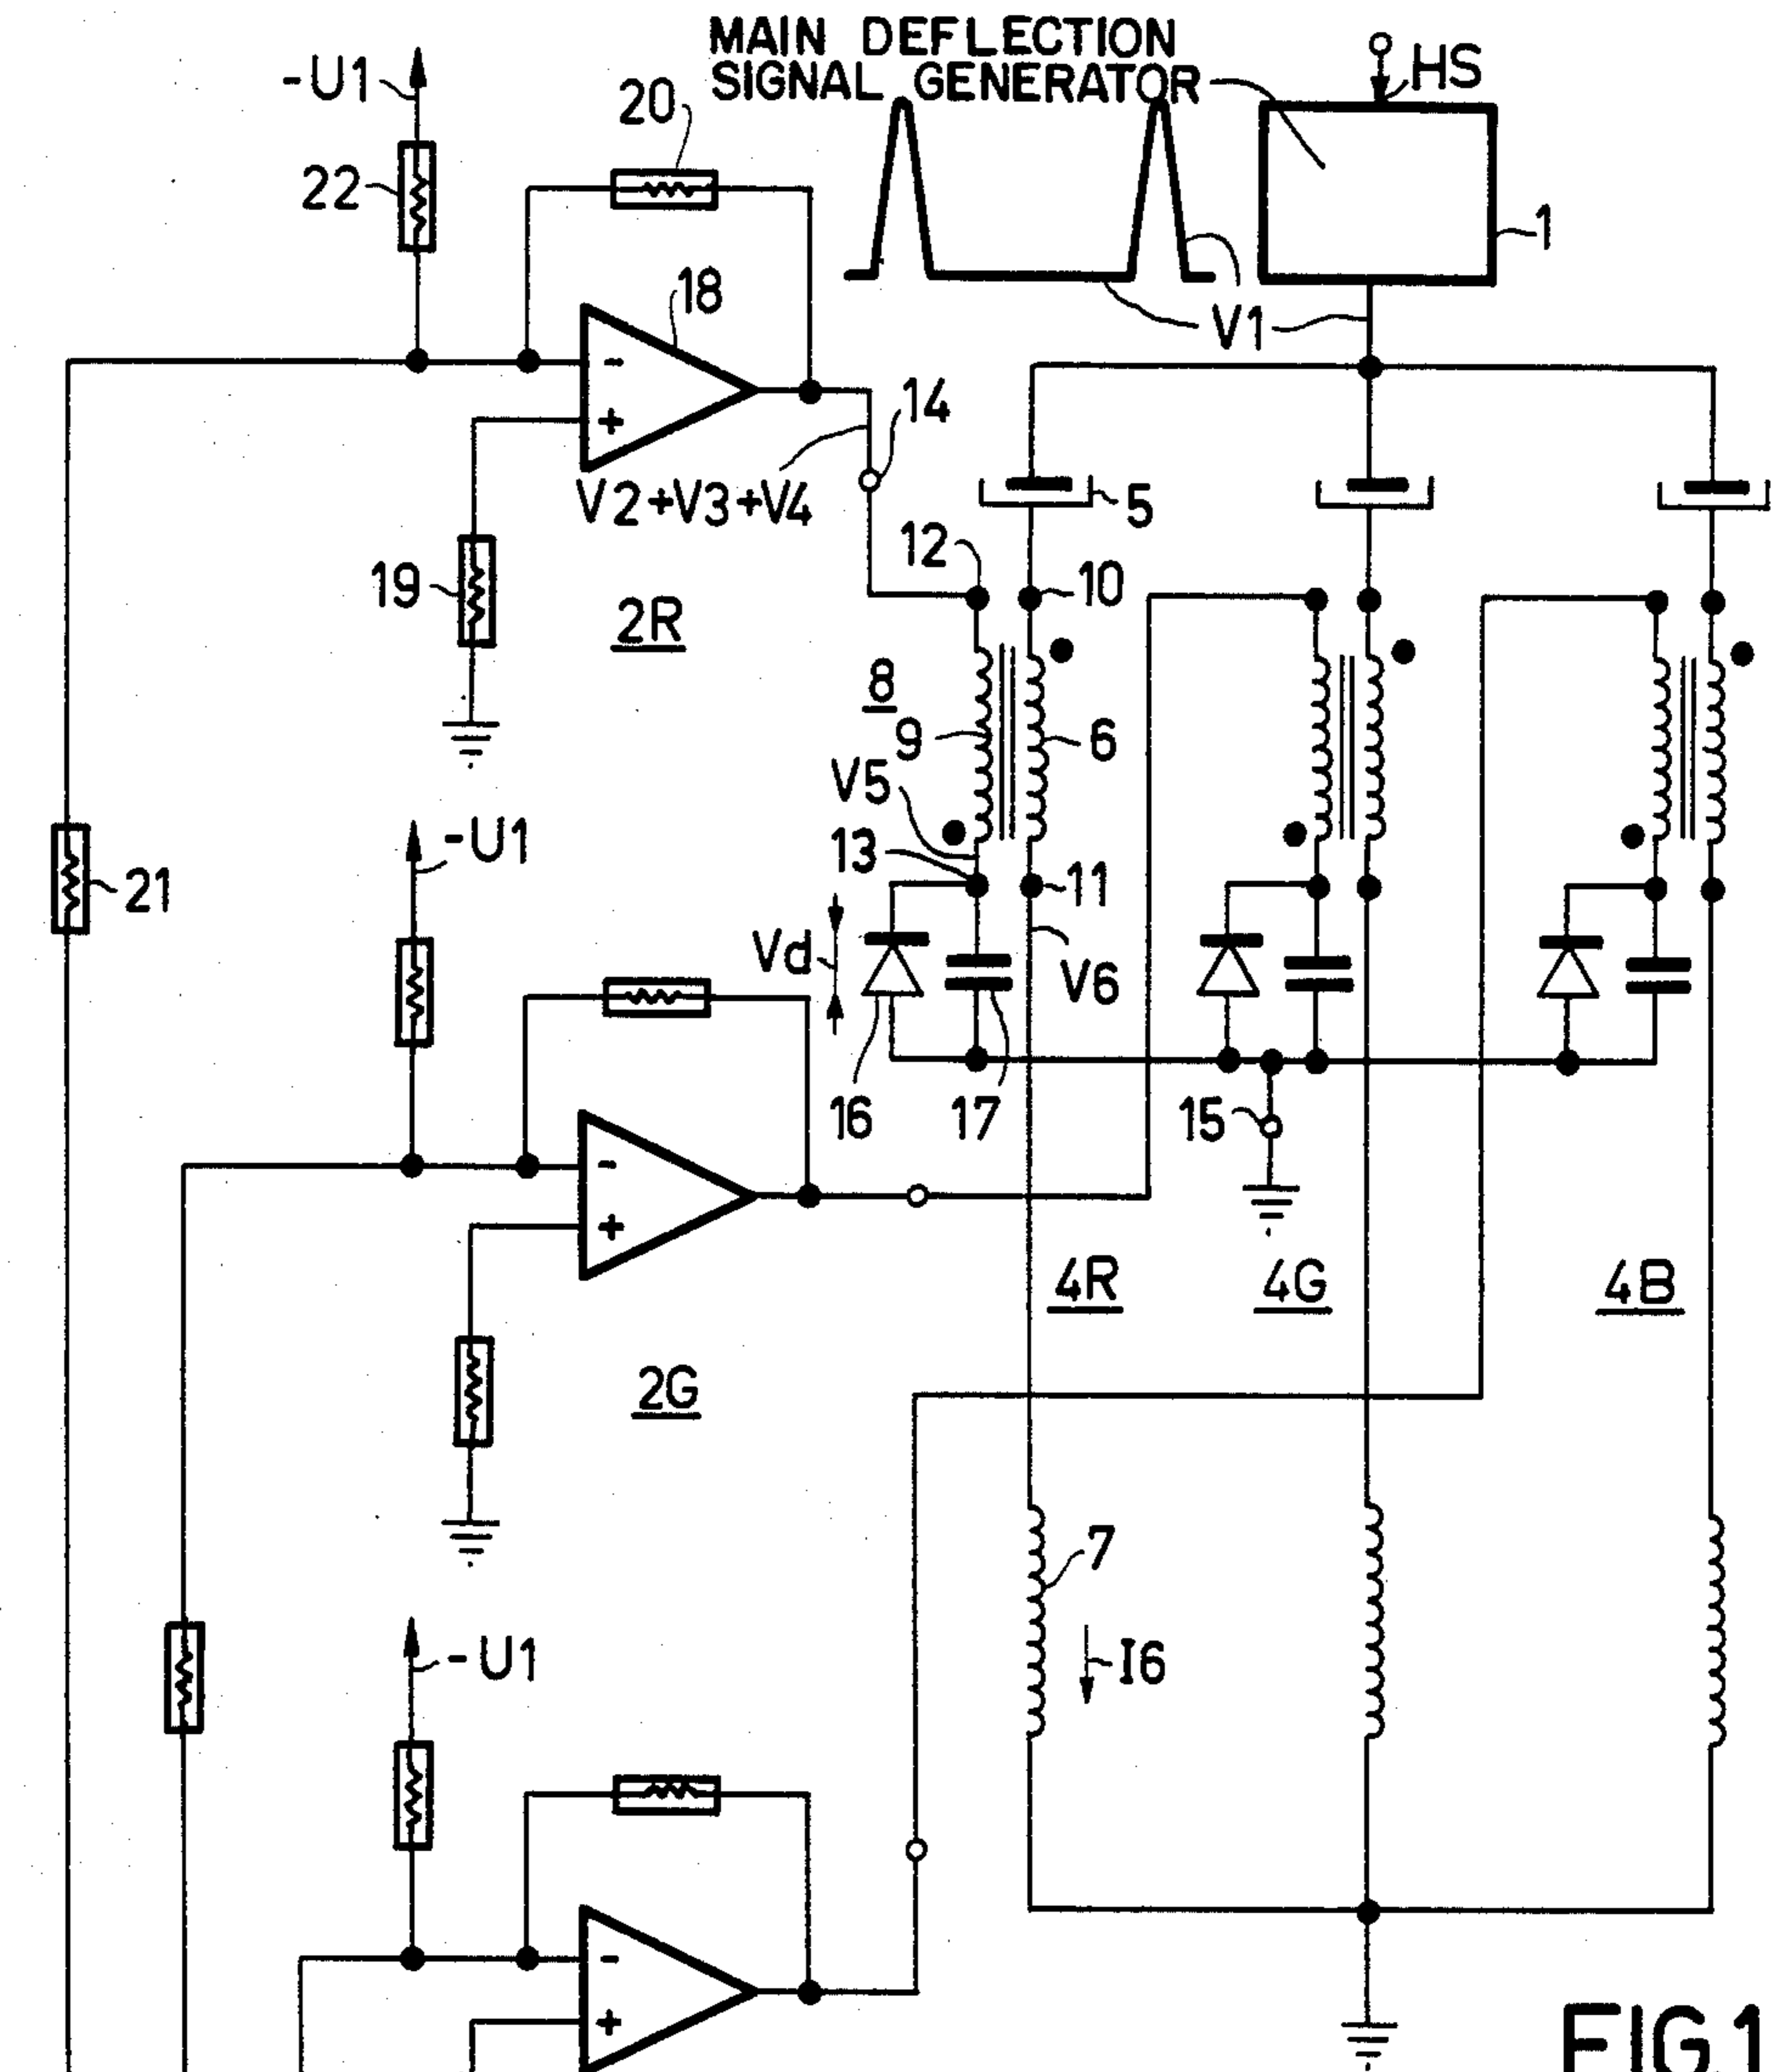 MAIN DEFLECTION
SIGNAL GENERATOR
HS
-U1
20
22
1
18
V1
-
+
14
V2+V3+V4
5
12
10
19
2R
8
9
6
V5
-U1
13
11
21
Vd
V6
16
17
15
-
+
4R
4G
4B
2G
7
-U1
I6
-
+
FIG.1